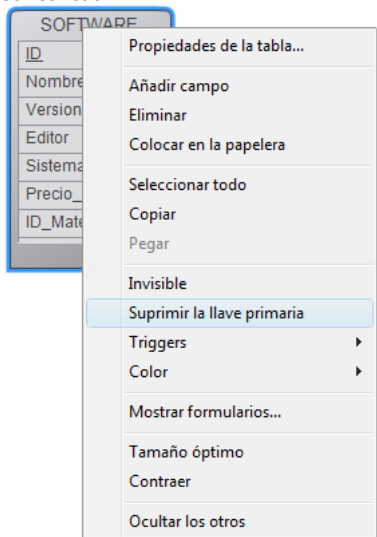 SOFTWARE
ID
Nombre
Version
Editor
Sistema
Precio_
ID_Mate
Propiedades de la tabla...
Añadir campo
Eliminar
Colocar en la papelera
Seleccionar todo
Copiar
Pegar
Invisible
Suprimir la llave primaria
Triggers
Color
Mostrar formularios...
Tamaño óptimo
Contraer
Ocultar los otros